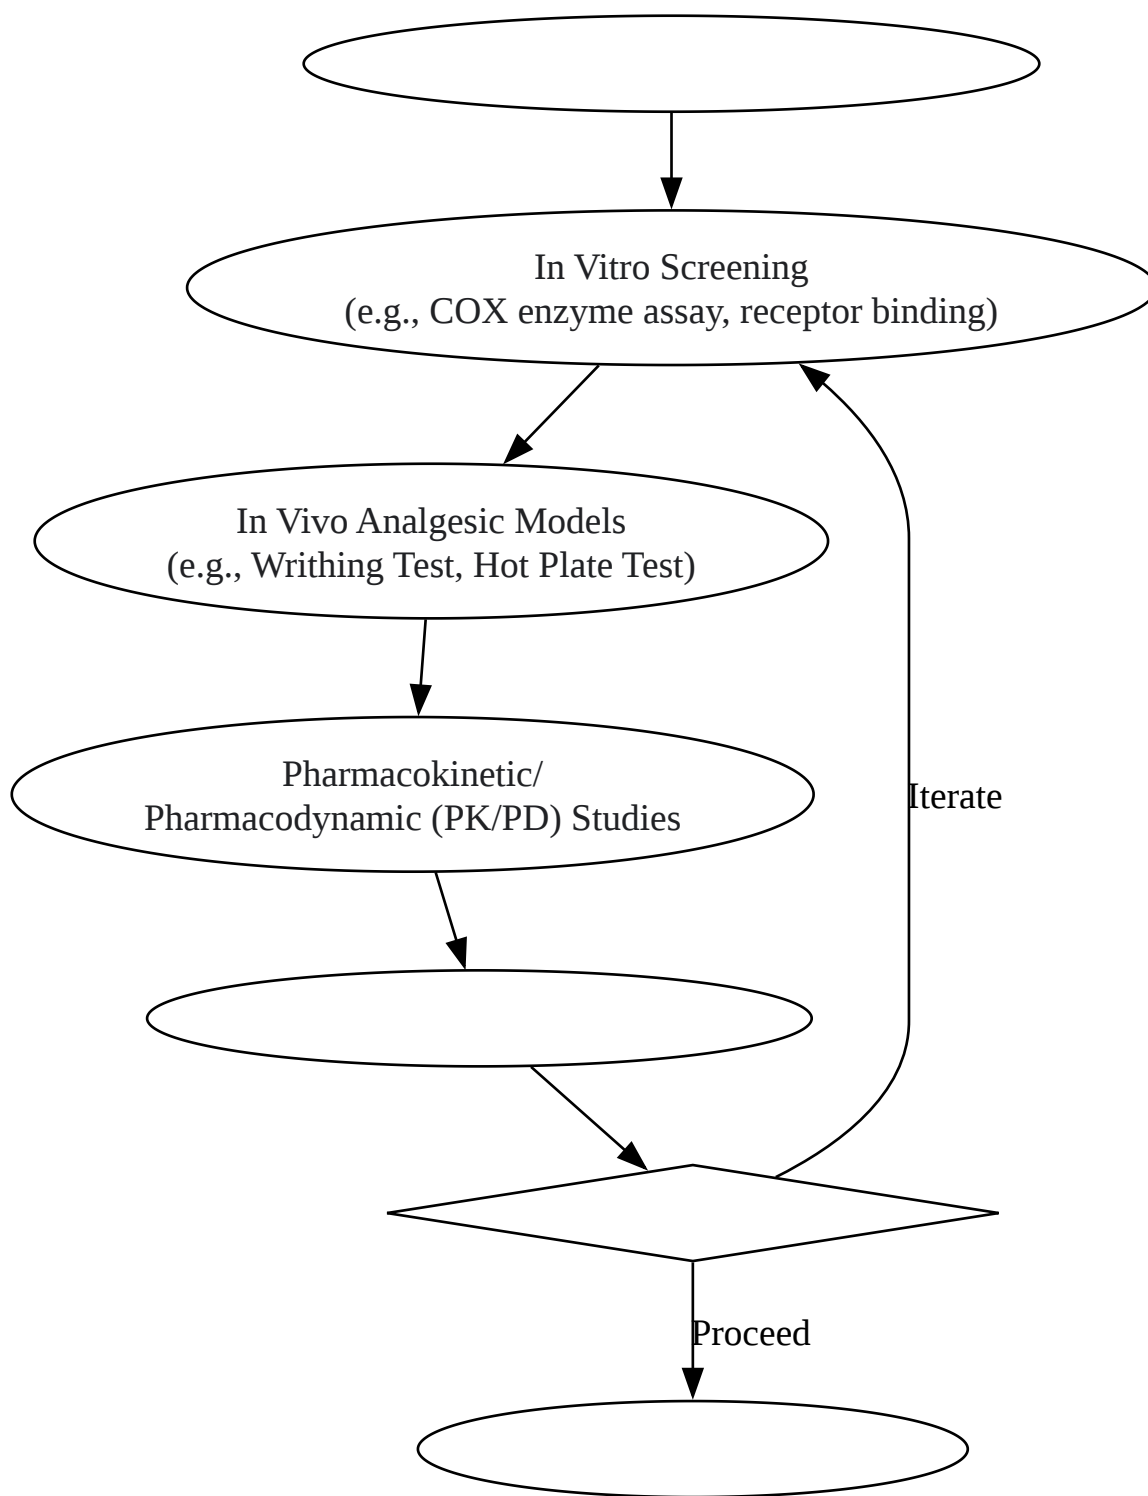 In Vitro Screening
(e.g., COX enzyme assay, receptor binding)
In Vivo Analgesic Models
(e.g., Writhing Test, Hot Plate Test)
Pharmacokinetic/
Pharmacodynamic (PK/PD) Studies
Iterate
Proceed